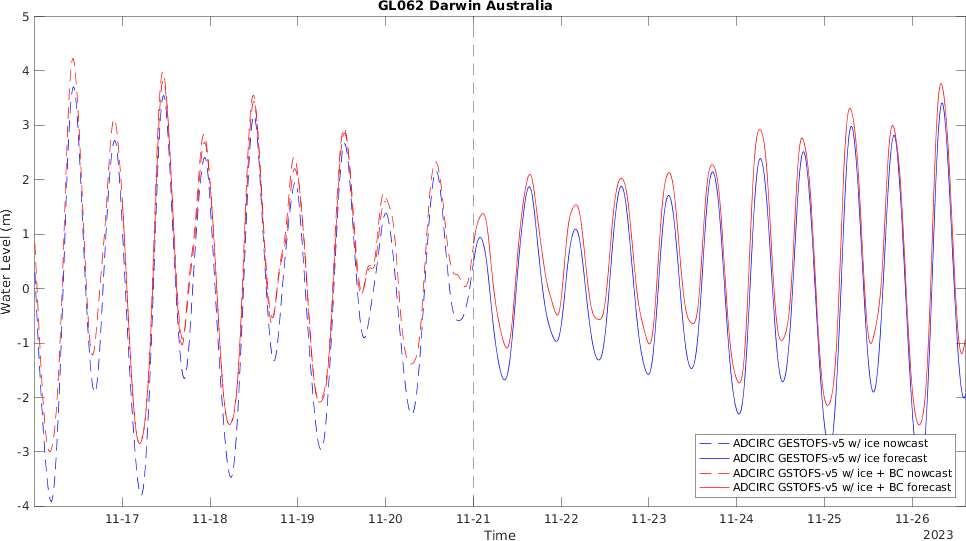 GL062 Darwin Australia
5
4
3
2
1
0
-1
-2
-3
-4
Water Level (m)
11-17 11-18 11-19 11-20 11-21 11-22 11-23 11-24 11-25 11-26
Time
2023
ADCIRC GESTOFS-v5 w/ ice nowcast
ADCIRC GESTOFS-v5 w/ ice forecast
ADCIRC GSTOFS-v5 w/ ice + BC nowcast
ADCIRC GSTOFS-v5 w/ ice + BC forecast